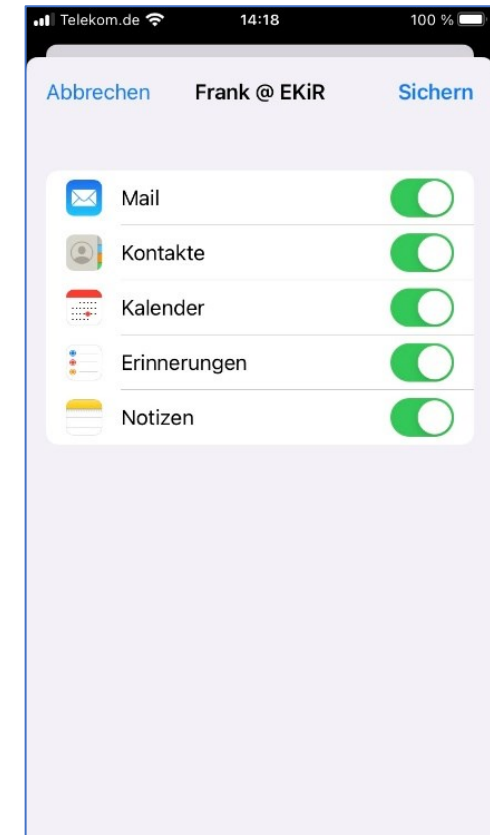 Telekom.de 14:18 100 %
Abbrechen Frank @ EKiR Sichern
Mail
Kontakte
Kalender
Erinnerungen
Notizen